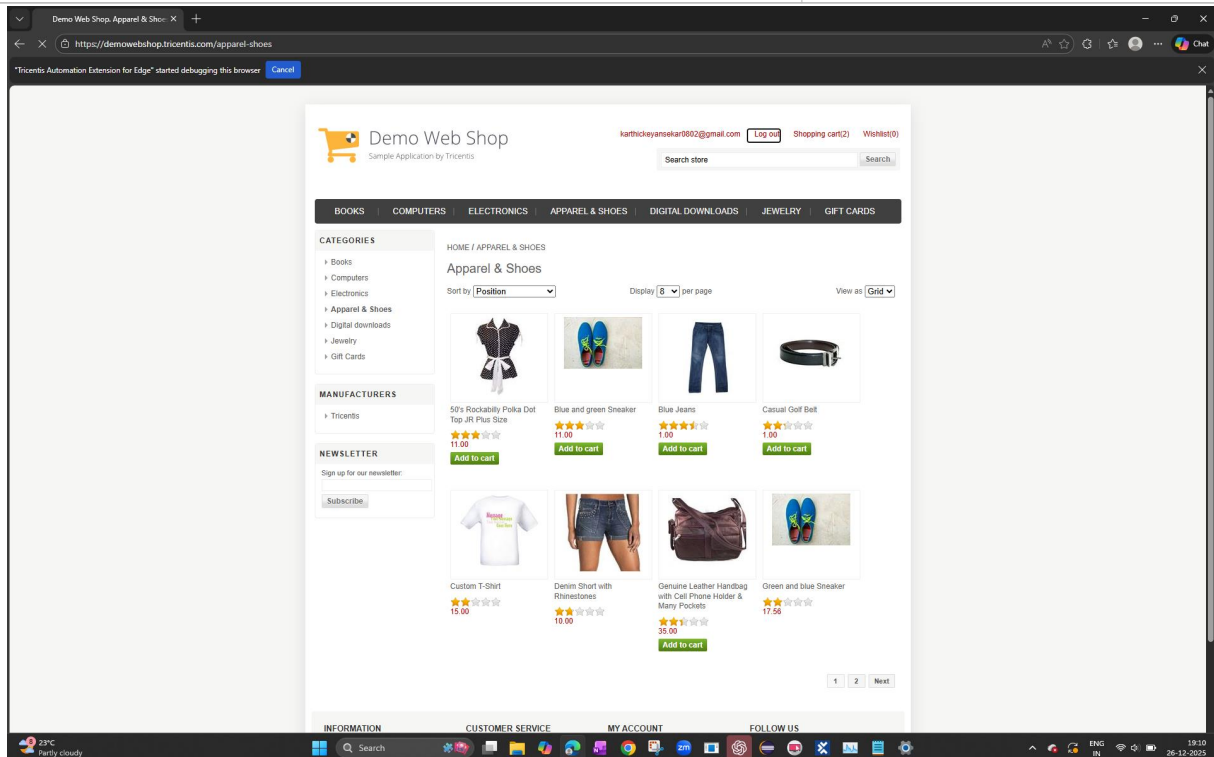 Demo Web Shop. Apparel & Shoe
https://demowebshop.tricentis.com/apparel-shoes
Chat
"Tricentis Automation Extension for Edge" started debugging this browser Cancel
Demo Web Shop
Sample Application by Tricentis
karthickeyansekar0802@gmail.com Log out Shopping cart(2) Wishlist(0)
Search store Search
BOOKS COMPUTERS ELECTRONICS APPAREL & SHOES DIGITAL DOWNLOADS JEWELRY GIFT CARDS
CATEGORIES
Books
Computers
Electronics
Apparel & Shoes
Digital downloads
Jewelry
Gift Cards
MANUFACTURERS
Tricentis
NEWSLETTER
Sign up for our newsletter:
Subscribe
HOME / APPAREL & SHOES
Apparel & Shoes
Sort by Position Display 8 per page View as Grid
50's Rockabilly Polka Dot
Top JR Plus Size
11.00
Add to cart
Blue and green Sneaker
11.00
Add to cart
Blue Jeans
1.00
Add to cart
Casual Golf Belt
1.00
Add to cart
Custom T-Shirt
15.00
Denim Short with
Rhinestones
10.00
Genuine Leather Handbag
with Cell Phone Holder &
Many Pockets
35.00
Add to cart
Green and blue Sneaker
17.56
1 2 Next
INFORMATION CUSTOMER SERVICE MY ACCOUNT FOLLOW US
23°C
Partly cloudy
Search
zm
ENG
IN
19:10
26-12-2025